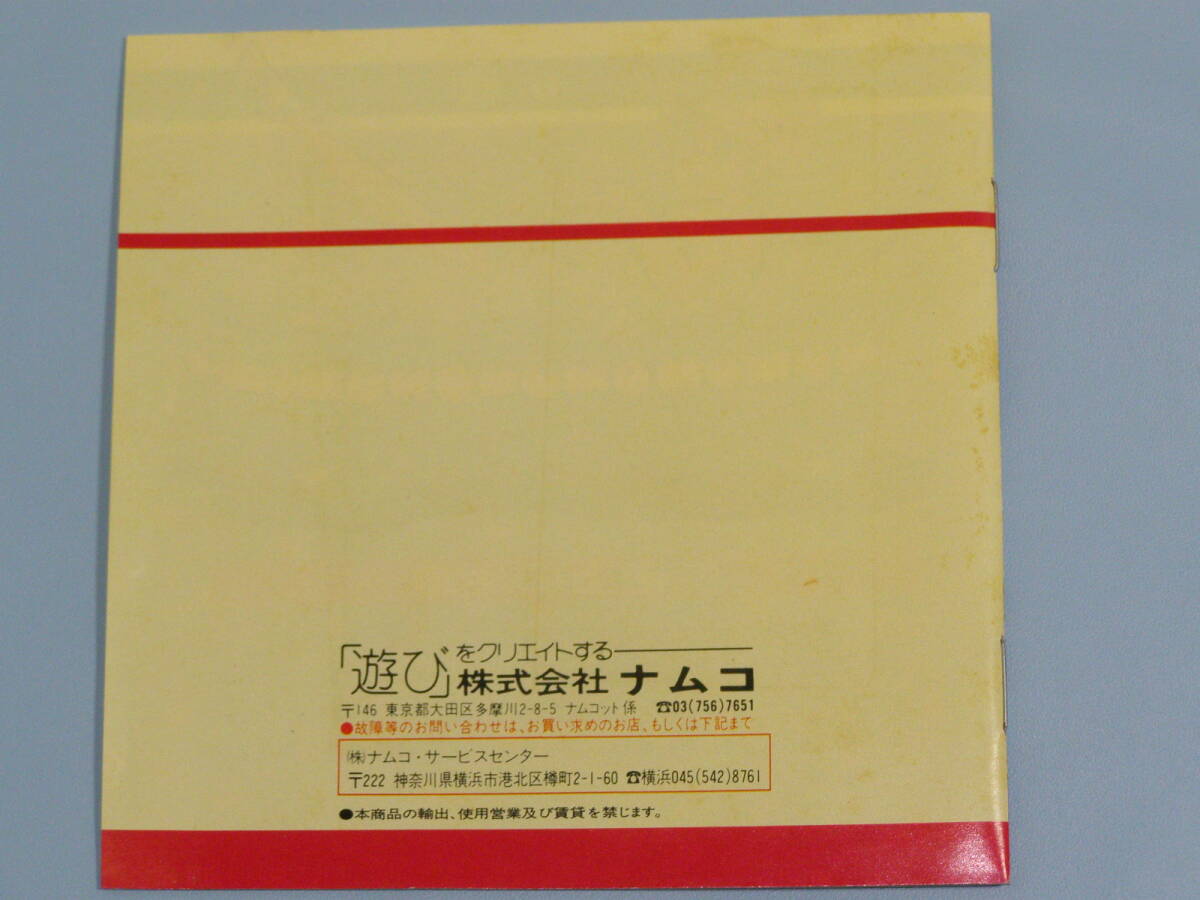 「遊び」をクリエイトする
株式会社 ナムコ
〒146 東京都大田区多摩川2-8-5 ナムコット係 ☎03(756)7651
●故障等のお問い合わせは、お買い求めのお店、もしくは下記まで
㈱ナムコ・サービスセンター
〒222 神奈川県横浜市港北区樽町2-1-60 ☎横浜045(542)8761
●本商品の輸出、使用営業及び賃貸を禁じます。